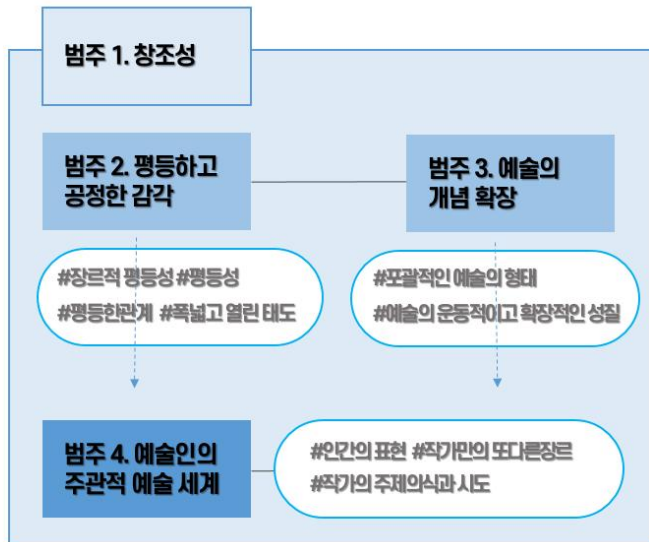 범주 1. 창조성
범주 2. 평등하고
공정한 감각
범주 3. 예술의
개념 확장
#장르적 평등성 #평등성
#평등한관계 #폭넓고 열린 태도
#포괄적인 예술의 형태
#예술의 운동적이고 확장적인 성질
범주 4. 예술인의
주관적 예술 세계
#인간의 표현 #작가만의 또다른장르
#작가의 주제의식과 시도